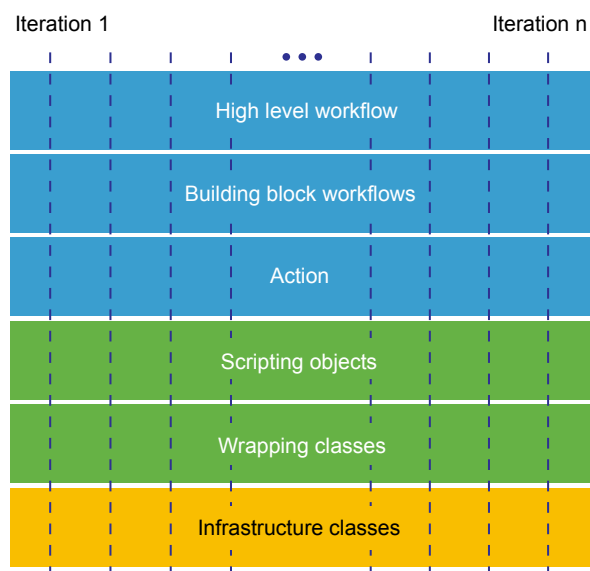 Iteration 1
Iteration n
...
High level workflow
Building block workflows
Action
Scripting objects
Wrapping classes
Infrastructure classes